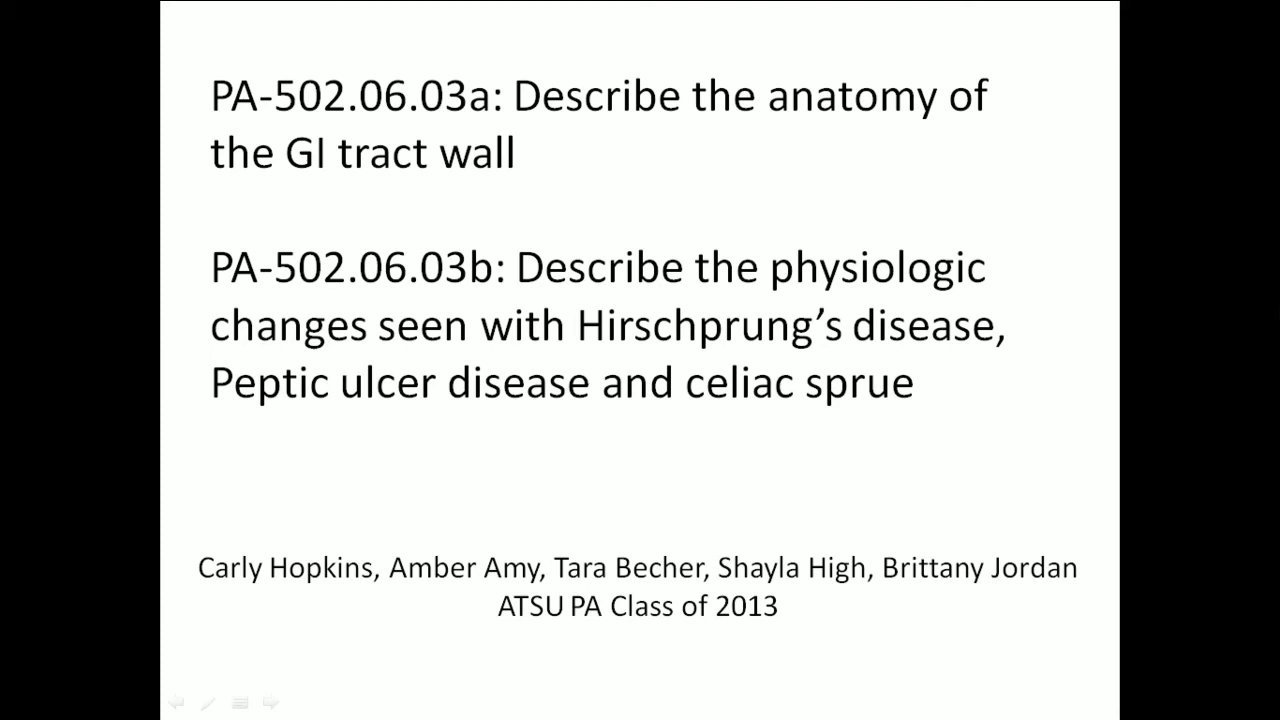 PA-502.06.03a: Describe the anatomy of
the GI tract wall
PA-502.06.03b: Describe the physiologic
changes seen with Hirschprung’s disease,
Peptic ulcer disease and celiac sprue
Carly Hopkins, Amber Amy, Tara Becher, Shayla High, Brittany Jordan
ATSU PA Class of 2013